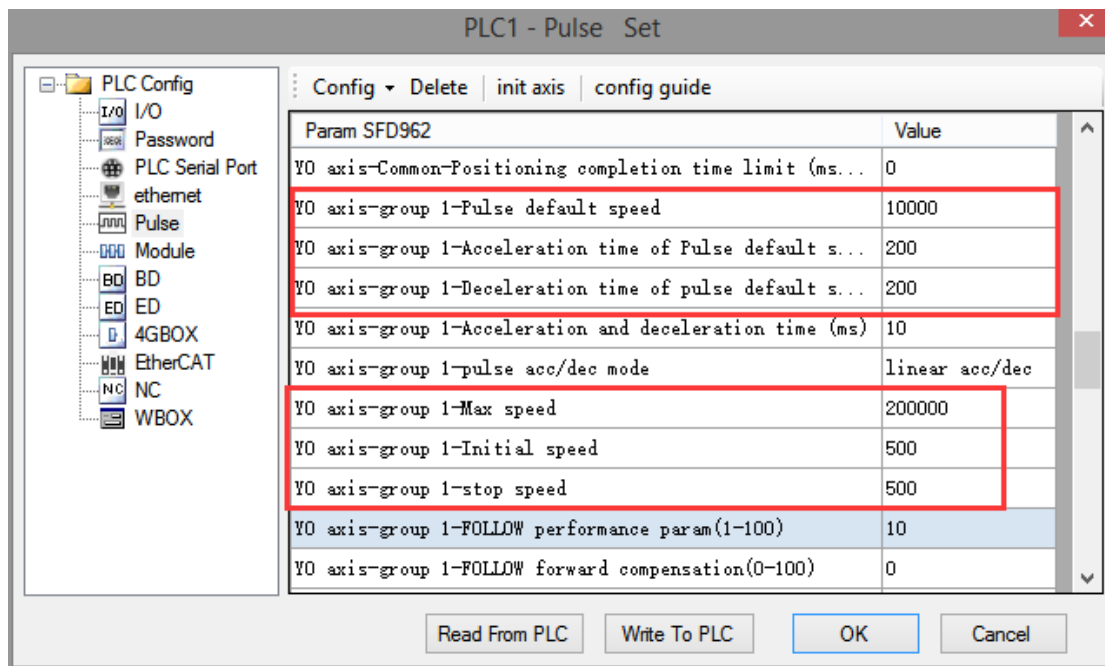 PLC1 - Pulse Set
PLC Config
I/O I/O
Password
PLC Serial Port
ethernet
Pulse
Module
BD BD
ED ED
4GBOX
EtherCAT
NC NC
WBOX
Config Delete init axis config guide
Param SFD962 Value
Y0 axis-Common-Positioning completion time limit (ms... 0
Y0 axis-group 1-Pulse default speed 10000
Y0 axis-group 1-Acceleration time of Pulse default s... 200
Y0 axis-group 1-Deceleration time of pulse default s... 200
Y0 axis-group 1-Acceleration and deceleration time (ms) 10
Y0 axis-group 1-pulse acc/dec mode linear acc/dec
Y0 axis-group 1-Max speed 200000
Y0 axis-group 1-Initial speed 500
Y0 axis-group 1-stop speed 500
Y0 axis-group 1-FOLLOW performance param(1-100) 10
Y0 axis-group 1-FOLLOW forward compensation(0-100) 0
Read From PLC Write To PLC OK Cancel